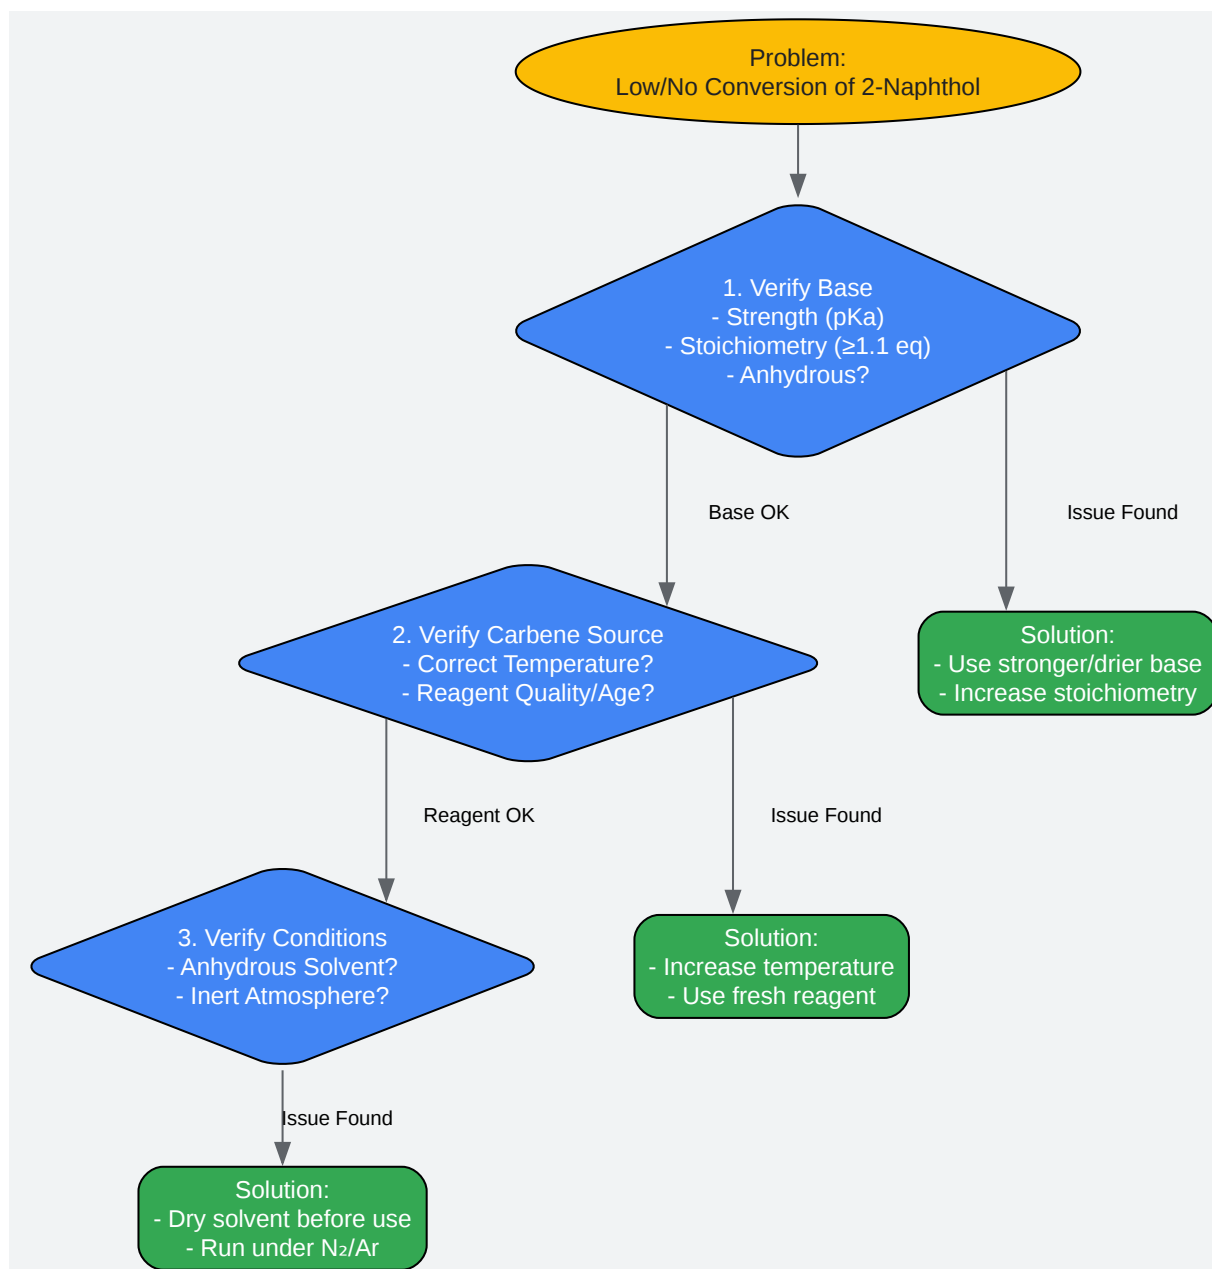 Problem:
Low/No Conversion of 2-Naphthol
1. Verify Base
- Strength (pKa)
- Stoichiometry (≥1.1 eq)
- Anhydrous?
Base OK
Issue Found
2. Verify Carbene Source
- Correct Temperature?
- Reagent Quality/Age?
Solution:
- Use stronger/drier base
- Increase stoichiometry
Reagent OK
Issue Found
3. Verify Conditions
- Anhydrous Solvent?
- Inert Atmosphere?
Solution:
- Increase temperature
- Use fresh reagent
Issue Found
Solution:
- Dry solvent before use
- Run under N₂/Ar